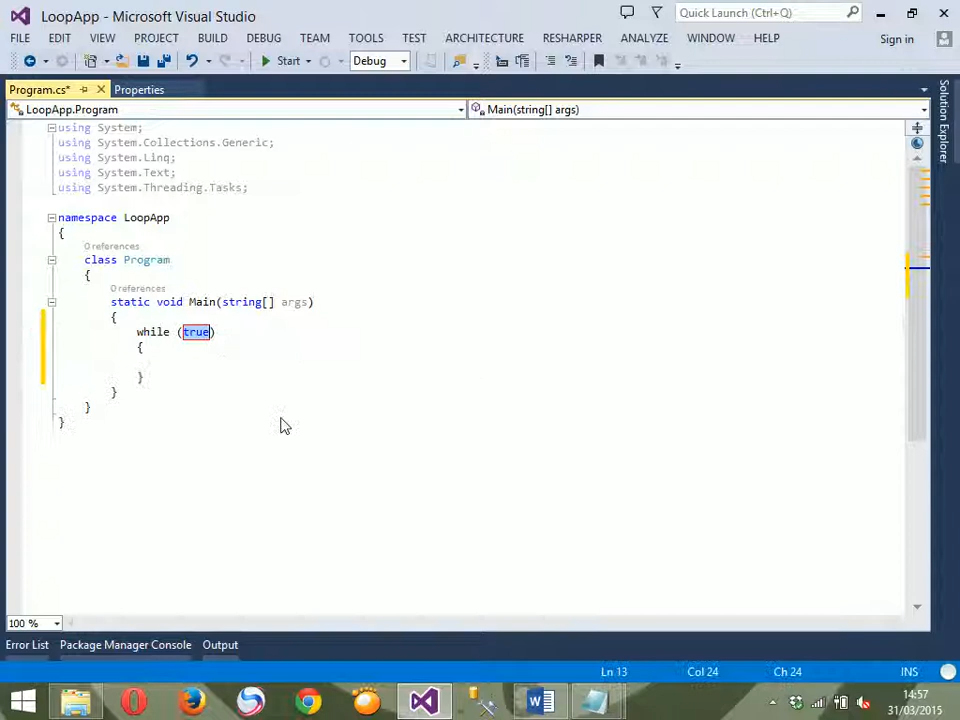 LoopApp - Microsoft Visual Studio
Quick Launch (Ctrl+Q)
FILE EDIT VIEW PROJECT BUILD DEBUG TEAM TOOLS TEST ARCHITECTURE RESHARPER ANALYZE WINDOW HELP Sign in
Start Debug
Program.cs* Properties
LoopApp.Program Main(string[] args)
Solution Explorer
using System;
using System.Collections.Generic;
using System.Linq;
using System.Text;
using System.Threading.Tasks;
namespace LoopApp
{
0 references
class Program
{
0 references
static void Main(string[] args)
{
while (true)
{
}
}
}
}
100 %
Error List Package Manager Console Output
Ln 13 Col 24 Ch 24 INS
14:57
31/03/2015